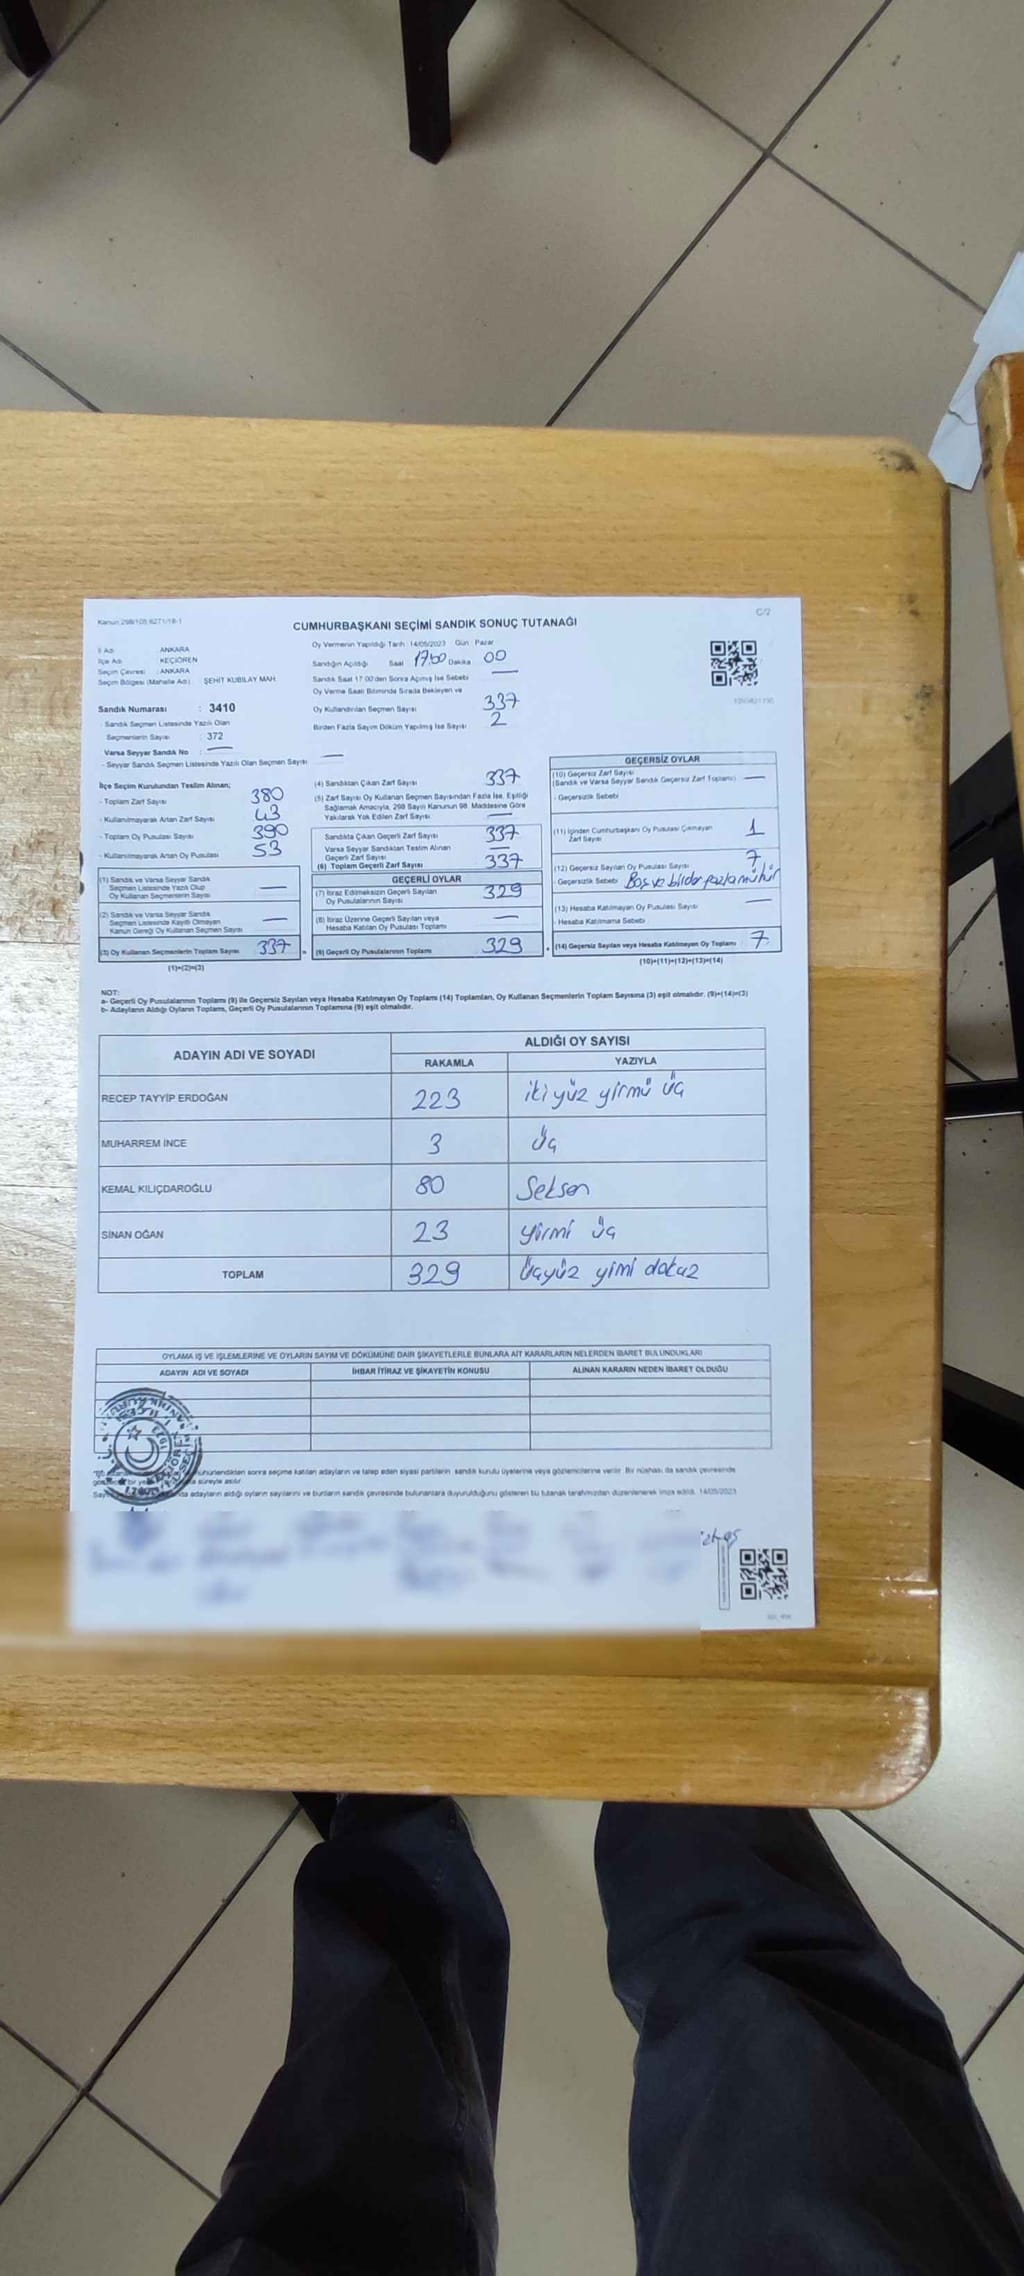 Kanun 298/105 6271/18-1
C/2
CUMHURBAŞKANI SEÇİMİ SANDIK SONUÇ TUTANAĞI
İl Adı : ANKARA
İlçe Adı : KEÇİÖREN
Seçim Çevresi : ANKARA
Seçim Bölgesi (Mahalle Adı) : ŞEHİT KUBİLAY MAH.
Sandık Numarası : 3410
- Sandık Seçmen Listesinde Yazılı Olan
Seçmenlerin Sayısı : 372
Varsa Seyyar Sandık No : —
- Seyyar Sandık Seçmen Listesinde Yazılı Olan Seçmen Sayısı —
Oy Vermenin Yapıldığı Tarih : 14/05/2023 Gün : Pazar
Sandığın Açıldığı Saat 17:00 Dakika 00
Sandık Saat 17:00'den Sonra Açılmış İse Sebebi —
Oy Verme Saati Bitiminde Sırada Bekleyen ve
Oy Kullandırılan Seçmen Sayısı 337
Birden Fazla Sayım Döküm Yapılmış İse Sayısı 2
İlçe Seçim Kurulundan Teslim Alınan;
- Toplam Zarf Sayısı 380
- Kullanılmayarak Artan Zarf Sayısı 43
- Toplam Oy Pusulası Sayısı 390
- Kullanılmayarak Artan Oy Pusulası 53
(1) Sandık ve Varsa Seyyar Sandık
Seçmen Listesinde Yazılı Olup
Oy Kullanan Seçmenlerin Sayısı —
(2) Sandık ve Varsa Seyyar Sandık
Seçmen Listesinde Kayıtlı Olmayan
Kanun Gereği Oy Kullanan Seçmen Sayısı —
(3) Oy Kullanan Seçmenlerin Toplam Sayısı 337
(1)+(2)=(3)
(4) Sandıktan Çıkan Zarf Sayısı 337
(5) Zarf Sayısı Oy Kullanan Seçmen Sayısından Fazla İse, Eşitliği
Sağlamak Amacıyla, 298 Sayılı Kanunun 98. Maddesine Göre
Yakılarak Yok Edilen Zarf Sayısı —
Sandıkta Çıkan Geçerli Zarf Sayısı 337
Varsa Seyyar Sandıktan Teslim Alınan
Geçerli Zarf Sayısı —
(6) Toplam Geçerli Zarf Sayısı 337
GEÇERLİ OYLAR
(7) İtiraz Edilmeksizin Geçerli Sayılan
Oy Pusulasının Sayısı 329
(8) İtiraz Üzerine Geçerli Sayılan veya
Hesaba Katılan Oy Pusulası Toplamı —
(9) Geçerli Oy Pusulalarının Toplamı 329
GEÇERSİZ OYLAR
(10) Geçersiz Zarf Sayısı
(Sandık ve Varsa Seyyar Sandık Geçersiz Zarf Toplamı) —
- Geçersizlik Sebebi
(11) İçinden Cumhurbaşkanı Oy Pusulası Çıkmayan
Zarf Sayısı 1
(12) Geçersiz Sayılan Oy Pusulası Sayısı 7
- Geçersizlik Sebebi Boş ve birden fazla mühür
(13) Hesaba Katılmayan Oy Pusulası Sayısı —
- Hesaba Katılmama Sebebi
(14) Geçersiz Sayılan veya Hesaba Katılmayan Oy Toplamı 7
(10)+(11)+(12)+(13)=(14)
NOT:
a- Geçerli Oy Pusulalarının Toplamı (9) ile Geçersiz Sayılan veya Hesaba Katılmayan Oy Toplamı (14) Toplamları, Oy Kullanan Seçmenlerin Toplam Sayısına (3) eşit olmalıdır. (9)+(14)=(3)
b- Adayların Aldığı Oyların Toplamı, Geçerli Oy Pusulalarının Toplamına (9) eşit olmalıdır.
ADAYIN ADI VE SOYADI ALDIĞI OY SAYISI
RAKAMLA YAZIYLA
RECEP TAYYİP ERDOĞAN 223 iki yüz yirmi üç
MUHARREM İNCE 3 üç
KEMAL KILIÇDAROĞLU 80 Seksen
SİNAN OĞAN 23 yirmi üç
TOPLAM 329 üçyüz yimi dokuz
OYLAMA İŞ VE İŞLEMLERİNE VE OYLARIN SAYIM VE DÖKÜMÜNE DAİR ŞİKAYETLERLE BUNLARA AİT KARARLARIN NELERDEN İBARET BULUNDUKLARI
ADAYIN ADI VE SOYADI İHBAR İTİRAZ VE ŞİKAYETİN KONUSU ALINAN KARARIN NEDEN İBARET OLDUĞU
mühürlendikten sonra seçime katılan adayların ve talep eden siyasi partilerin sandık kurulu üyelerine veya gözlemcilerine verilir. Bir nüshası da sandık çevresinde
süreyle asılır.
adayların aldığı oyların sayılarını ve bunların sandık çevresinde bulunanlara duyurulduğunu gösteren bu tutanak tarafımızdan düzenlenerek imza edildi. 14/05/2023